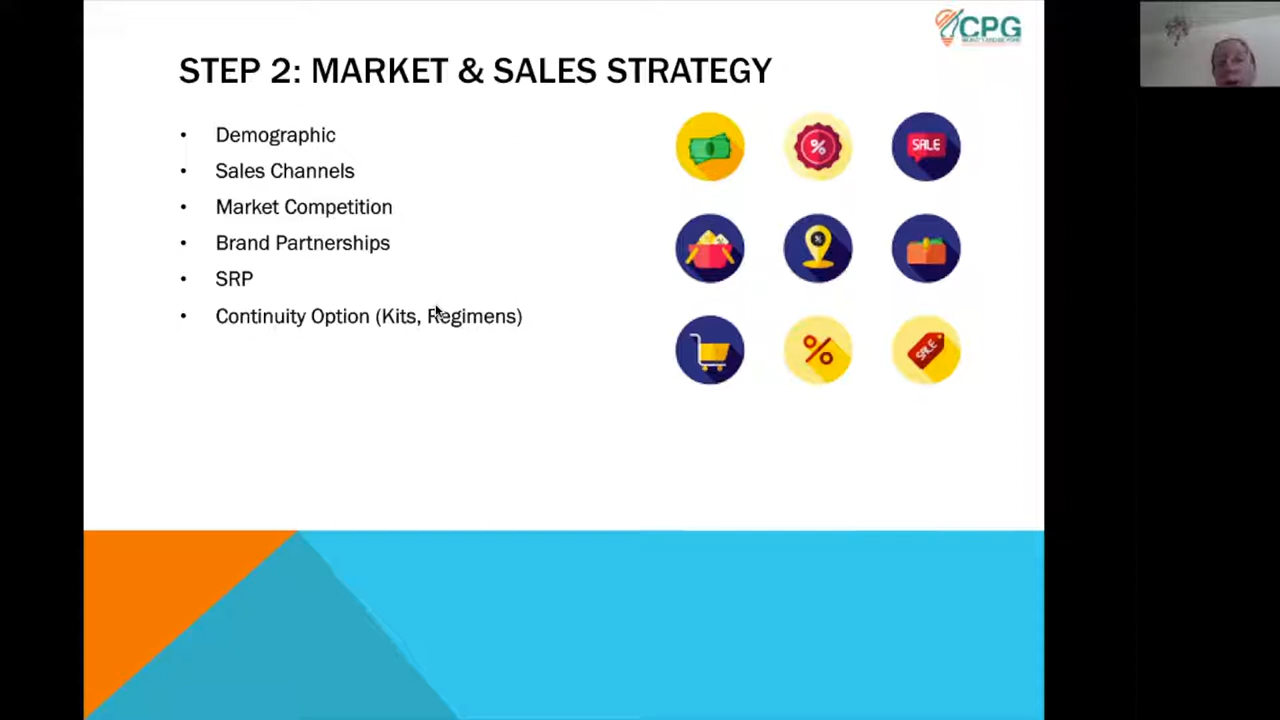 CPG
STEP 2: MARKET & SALES STRATEGY
• Demographic
• Sales Channels
• Market Competition
• Brand Partnerships
• SRP
• Continuity Option (Kits, Regimens)
%
SALE
%
SALE